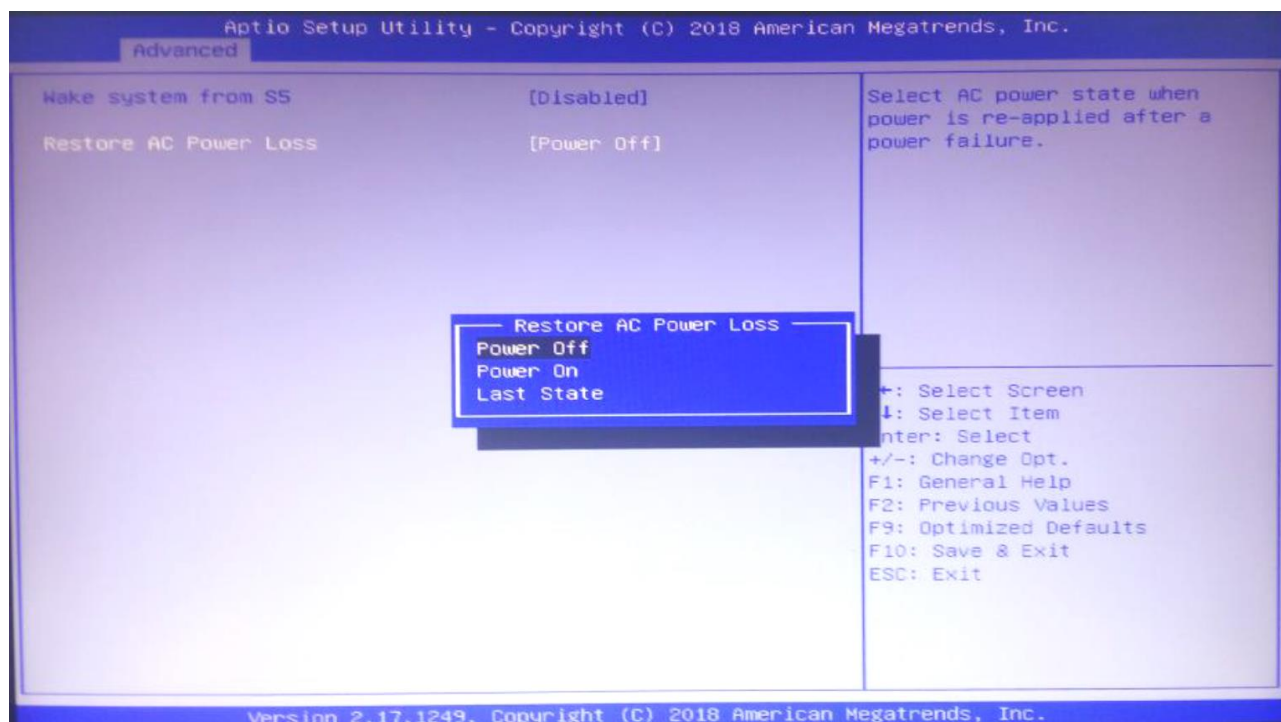 Aptio Setup Utility - Copyright (C) 2018 American Megatrends, Inc.
Advanced
Wake system from S5 [Disabled]
Restore AC Power Loss [Power Off]
Select AC power state when
power is re-applied after a
power failure.
Restore AC Power Loss
Power Off
Power On
Last State
←: Select Screen
↓: Select Item
nter: Select
+/-: Change Opt.
F1: General Help
F2: Previous Values
F9: Optimized Defaults
F10: Save & Exit
ESC: Exit
Version 2.17.1249. Copyright (C) 2018 American Megatrends, Inc.